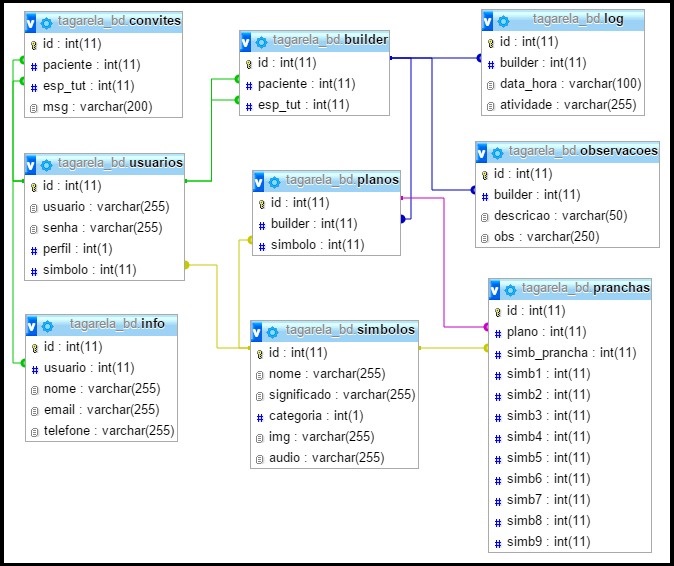 v tagarela_bd.convites
id : int(11)
# paciente : int(11)
# esp_tut : int(11)
msg : varchar(200)
v tagarela_bd.builder
id : int(11)
# paciente : int(11)
# esp_tut : int(11)
v tagarela_bd.log
id : int(11)
# builder : int(11)
data_hora : varchar(100)
atividade : varchar(255)
v tagarela_bd.usuarios
id : int(11)
usuario : varchar(255)
senha : varchar(255)
# perfil : int(1)
# simbolo : int(11)
v tagarela_bd.planos
id : int(11)
# builder : int(11)
# simbolo : int(11)
v tagarela_bd.observacoes
id : int(11)
# builder : int(11)
descricao : varchar(50)
obs : varchar(250)
v tagarela_bd.info
id : int(11)
# usuario : int(11)
nome : varchar(255)
email : varchar(255)
telefone : varchar(255)
v tagarela_bd.simbolos
id : int(11)
nome : varchar(255)
significado : varchar(255)
# categoria : int(1)
img : varchar(255)
audio : varchar(255)
v tagarela_bd.pranchas
id : int(11)
# plano : int(11)
# simb_prancha : int(11)
# simb1 : int(11)
# simb2 : int(11)
# simb3 : int(11)
# simb4 : int(11)
# simb5 : int(11)
# simb6 : int(11)
# simb7 : int(11)
# simb8 : int(11)
# simb9 : int(11)